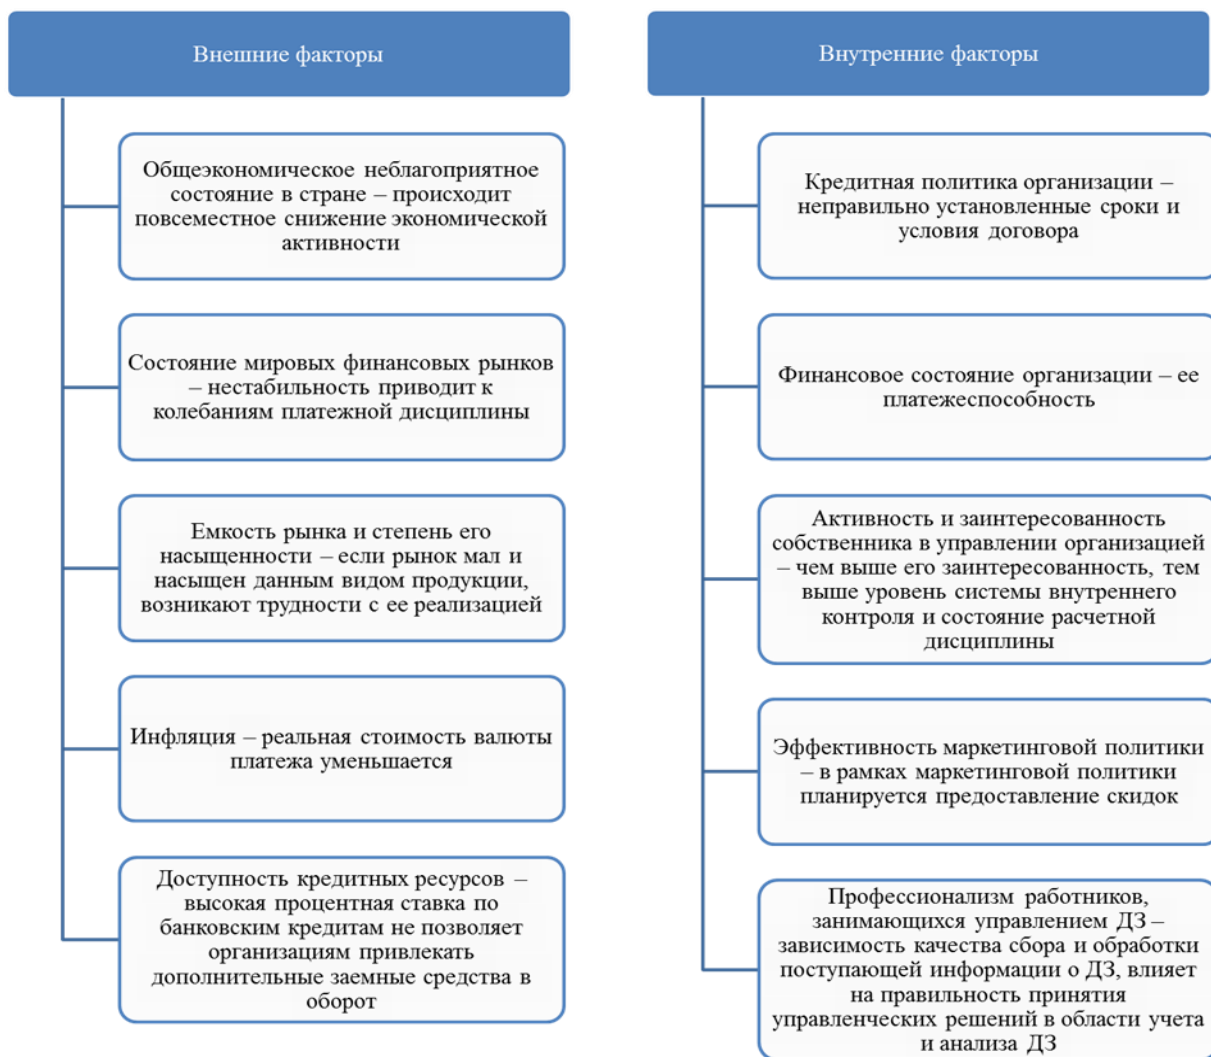 Внешние факторы
Общеэкономическое неблагоприятное
состояние в стране – происходит
повсеместное снижение экономической
активности
Состояние мировых финансовых рынков
– нестабильность приводит к
колебаниям платежной дисциплины
Емкость рынка и степень его
насыщенности – если рынок мал и
насыщен данным видом продукции,
возникают трудности с ее реализацией
Инфляция – реальная стоимость валюты
платежа уменьшается
Доступность кредитных ресурсов –
высокая процентная ставка по
банковским кредитам не позволяет
организациям привлекать
дополнительные заемные средства в
оборот
Внутренние факторы
Кредитная политика организации –
неправильно установленные сроки и
условия договора
Финансовое состояние организации – ее
платежеспособность
Активность и заинтересованность
собственника в управлении организацией
– чем выше его заинтересованность, тем
выше уровень системы внутреннего
контроля и состояние расчетной
дисциплины
Эффективность маркетинговой политики
– в рамках маркетинговой политики
планируется предоставление скидок
Профессионализм работников,
занимающихся управлением ДЗ –
зависимость качества сбора и обработки
поступающей информации о ДЗ, влияет
на правильность принятия
управленческих решений в области учета
и анализа ДЗ